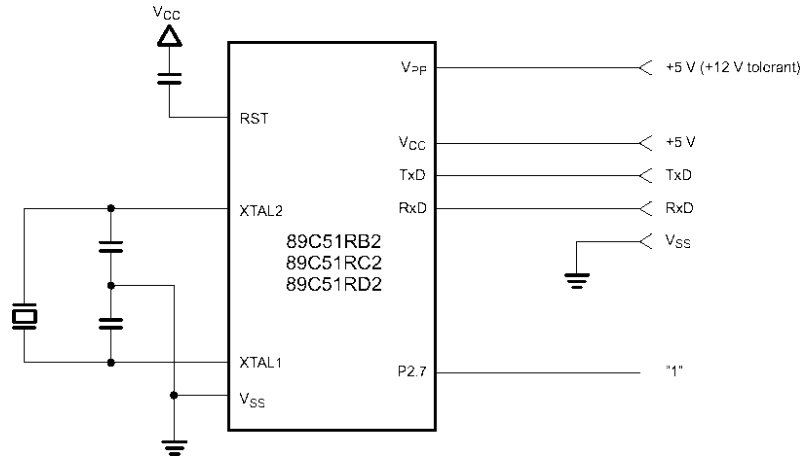 VCC
VPP
+5 V (+12 V tolerant)
RST
VCC
+5 V
TxD
TxD
XTAL2
RxD
RxD
89C51RB2
89C51RC2
89C51RD2
VSS
XTAL1
P2.7
"1"
VSS